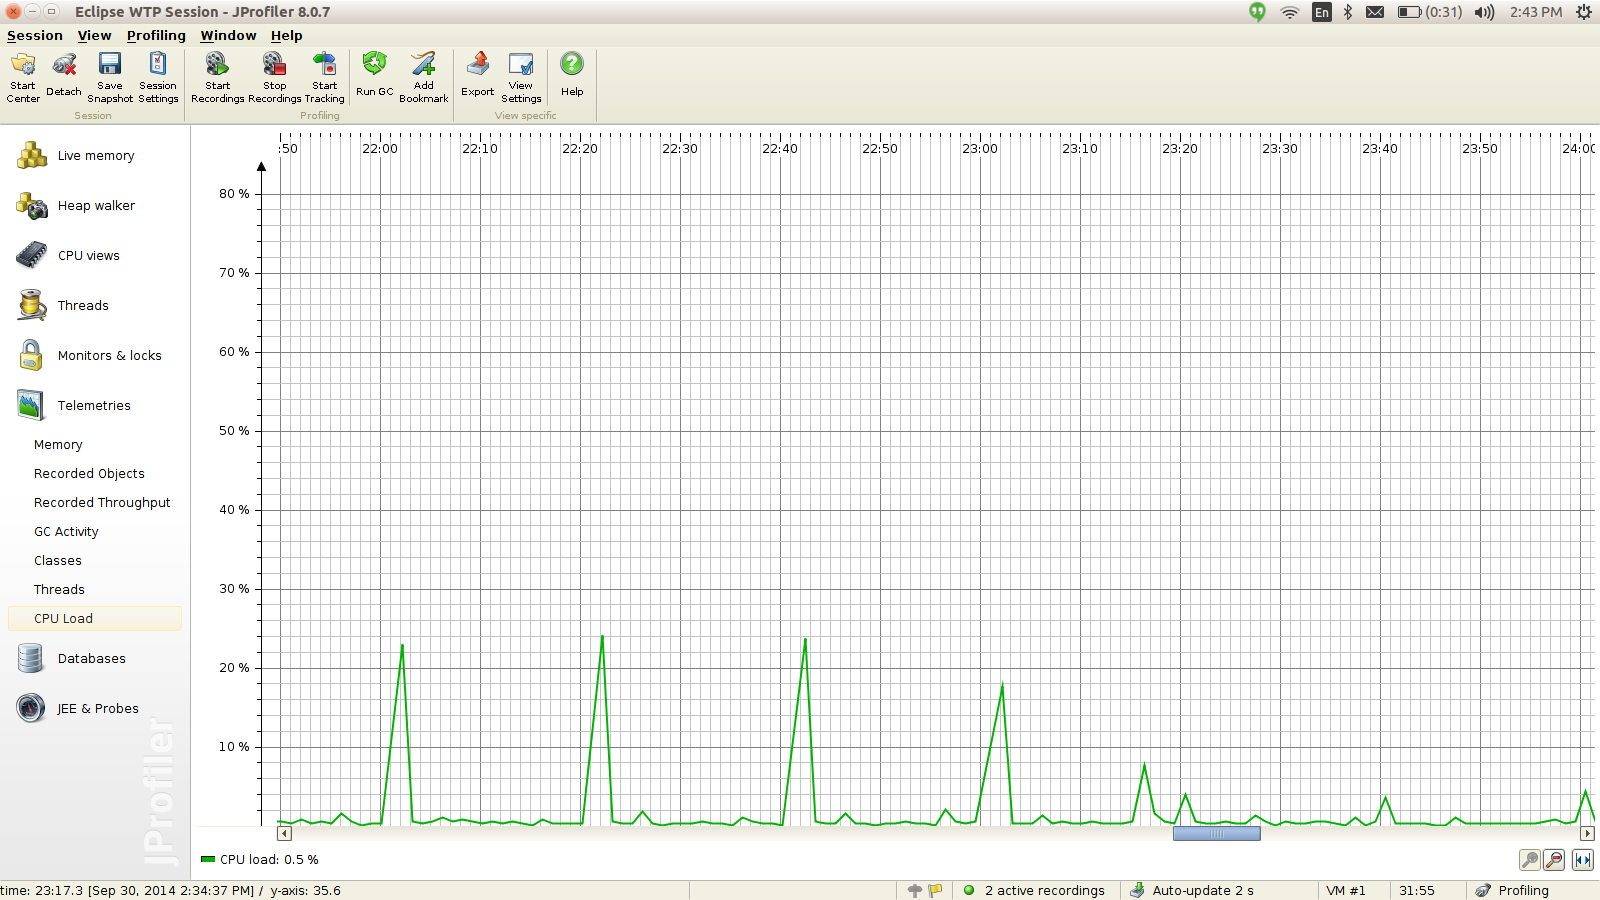 Eclipse WTP Session - JProfiler 8.0.7
En
(0:31)
2:43 PM
Session View Profiling Window Help
Start Center
Detach
Save Snapshot
Session Settings
Start Recordings
Stop Recordings
Start Tracking
Run GC
Add Bookmark
Export
View Settings
Help
Session
Profiling
View specific
Live memory
Heap walker
CPU views
Threads
Monitors & locks
Telemetries
Memory
Recorded Objects
Recorded Throughput
GC Activity
Classes
Threads
CPU Load
Databases
JEE & Probes
JProfiler
:50 22:00 22:10 22:20 22:30 22:40 22:50 23:00 23:10 23:20 23:30 23:40 23:50 24:00
80 %
70 %
60 %
50 %
40 %
30 %
20 %
10 %
CPU load: 0.5 %
time: 23:17.3 [Sep 30, 2014 2:34:37 PM] / y-axis: 35.6
2 active recordings
Auto-update 2 s
VM #1
31:55
Profiling